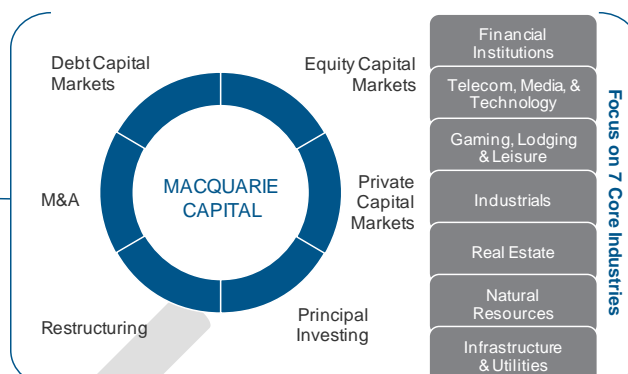 Debt Capital
Markets
Equity Capital
Markets
M&A
MACQUARIE
CAPITAL
Private
Capital
Markets
Restructuring
Principal
Investing
Financial
Institutions
Telecom, Media, &
Technology
Gaming, Lodging
& Leisure
Industrials
Real Estate
Natural
Resources
Infrastructure
& Utilities
Focus on 7 Core Industries